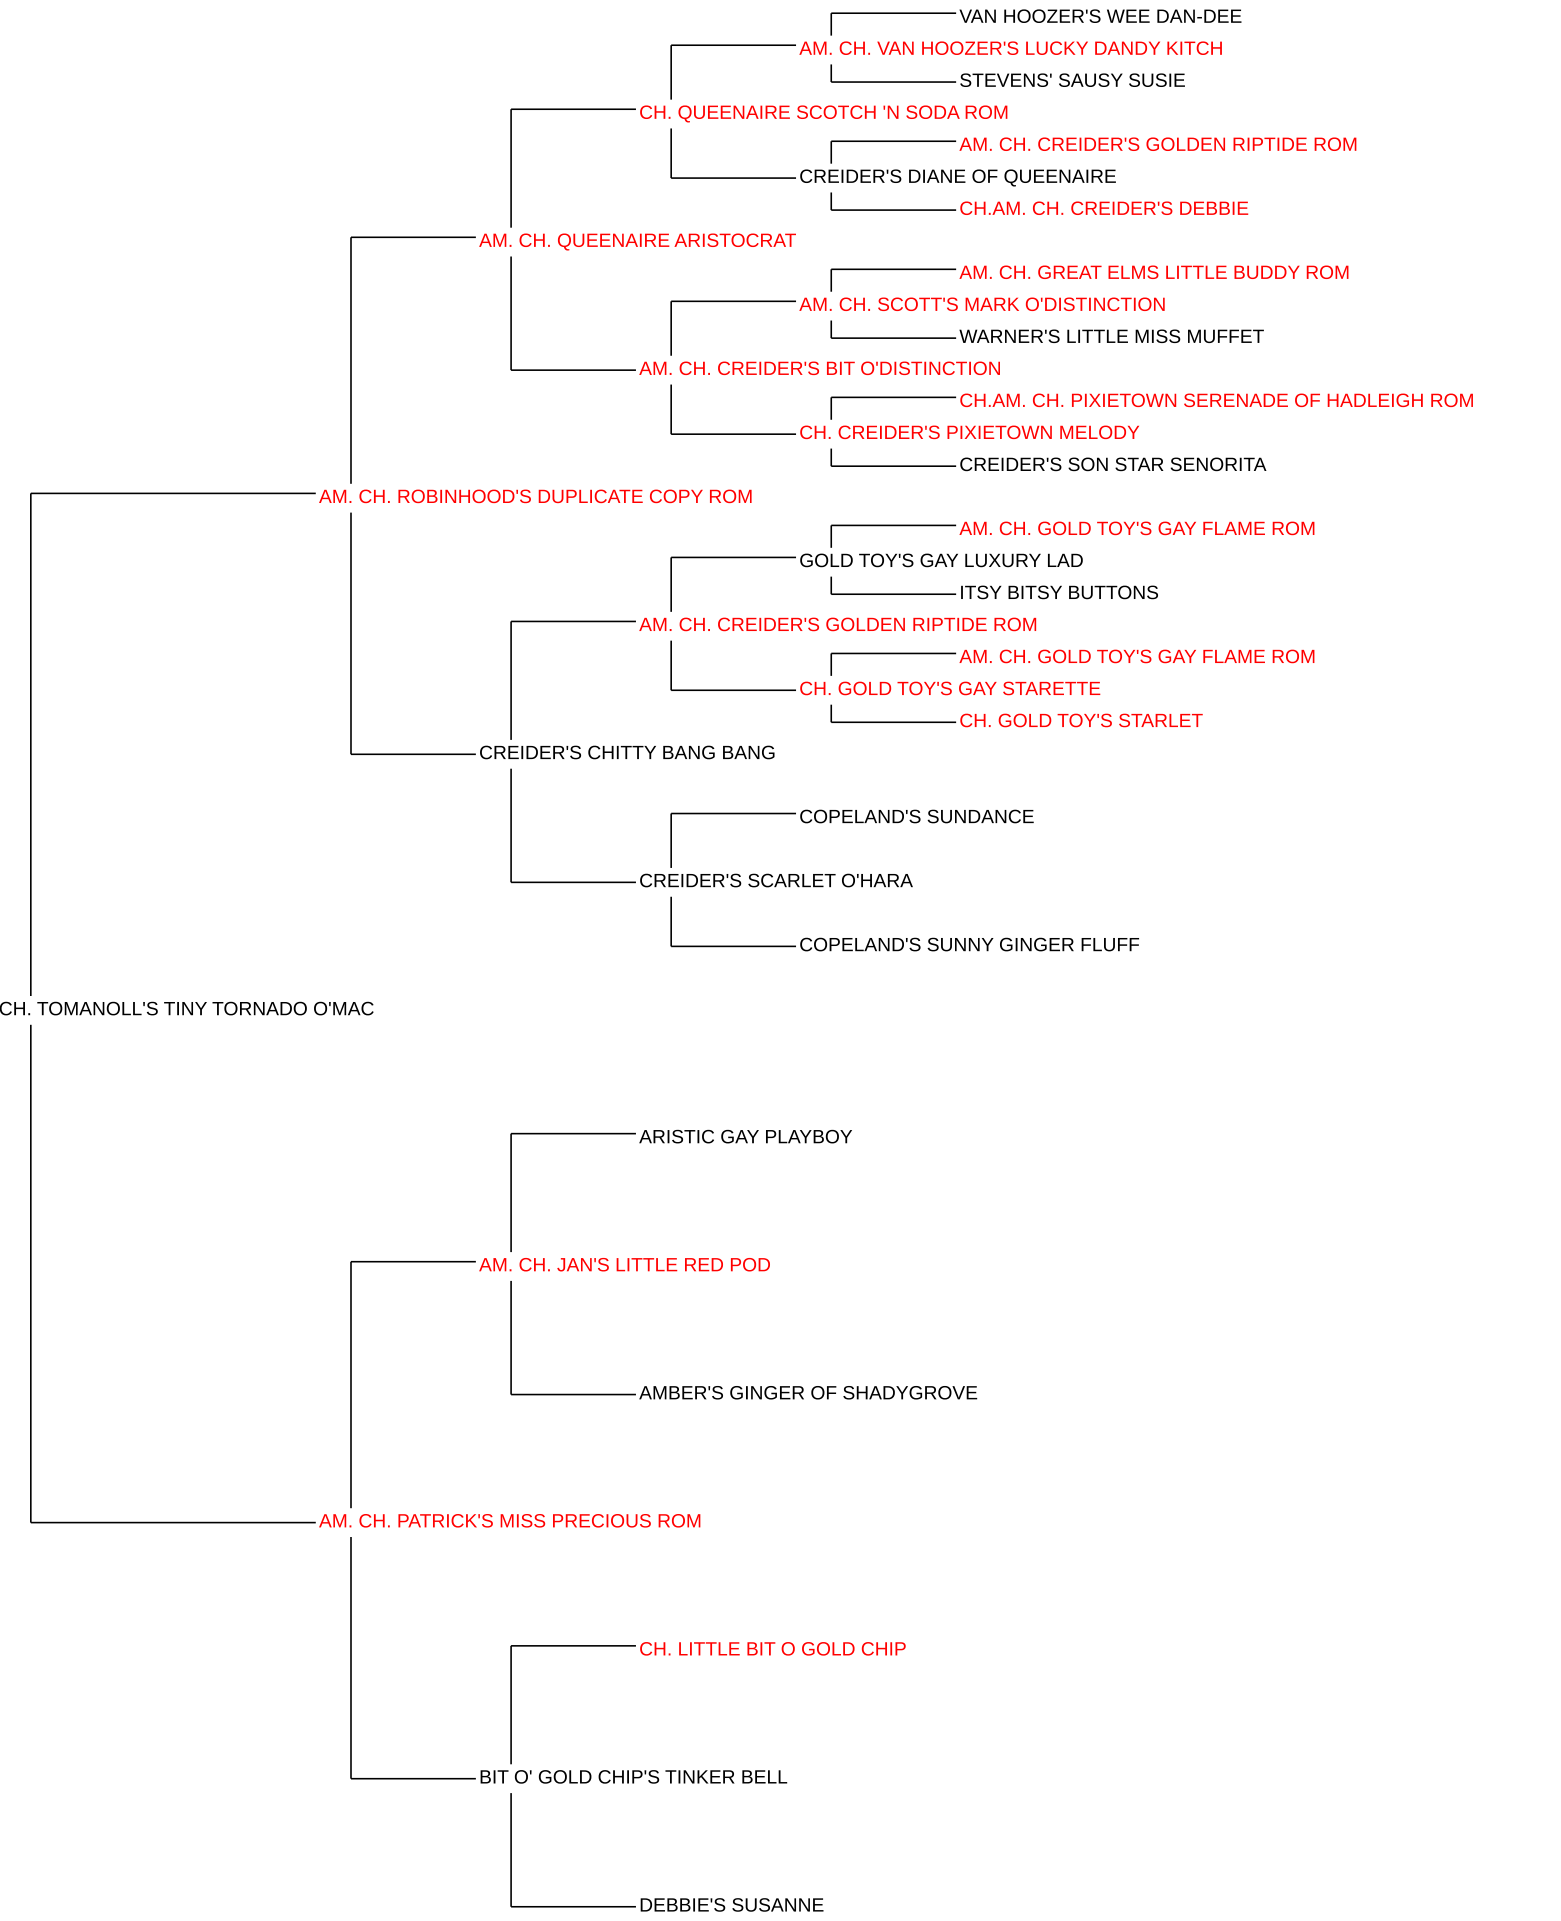 VAN HOOZER'S WEE DAN-DEE
AM. CH. VAN HOOZER'S LUCKY DANDY KITCH
STEVENS' SAUSY SUSIE
CH. QUEENAIRE SCOTCH 'N SODA ROM
AM. CH. CREIDER'S GOLDEN RIPTIDE ROM
CREIDER'S DIANE OF QUEENAIRE
CH.AM. CH. CREIDER'S DEBBIE
AM. CH. QUEENAIRE ARISTOCRAT
AM. CH. GREAT ELMS LITTLE BUDDY ROM
AM. CH. SCOTT'S MARK O'DISTINCTION
WARNER'S LITTLE MISS MUFFET
AM. CH. CREIDER'S BIT O'DISTINCTION
CH.AM. CH. PIXIETOWN SERENADE OF HADLEIGH ROM
CH. CREIDER'S PIXIETOWN MELODY
CREIDER'S SON STAR SENORITA
AM. CH. ROBINHOOD'S DUPLICATE COPY ROM
AM. CH. GOLD TOY'S GAY FLAME ROM
GOLD TOY'S GAY LUXURY LAD
ITSY BITSY BUTTONS
AM. CH. CREIDER'S GOLDEN RIPTIDE ROM
AM. CH. GOLD TOY'S GAY FLAME ROM
CH. GOLD TOY'S GAY STARETTE
CH. GOLD TOY'S STARLET
CREIDER'S CHITTY BANG BANG
COPELAND'S SUNDANCE
CREIDER'S SCARLET O'HARA
COPELAND'S SUNNY GINGER FLUFF
CH. TOMANOLL'S TINY TORNADO O'MAC
ARISTIC GAY PLAYBOY
AM. CH. JAN'S LITTLE RED POD
AMBER'S GINGER OF SHADYGROVE
AM. CH. PATRICK'S MISS PRECIOUS ROM
CH. LITTLE BIT O GOLD CHIP
BIT O' GOLD CHIP'S TINKER BELL
DEBBIE'S SUSANNE